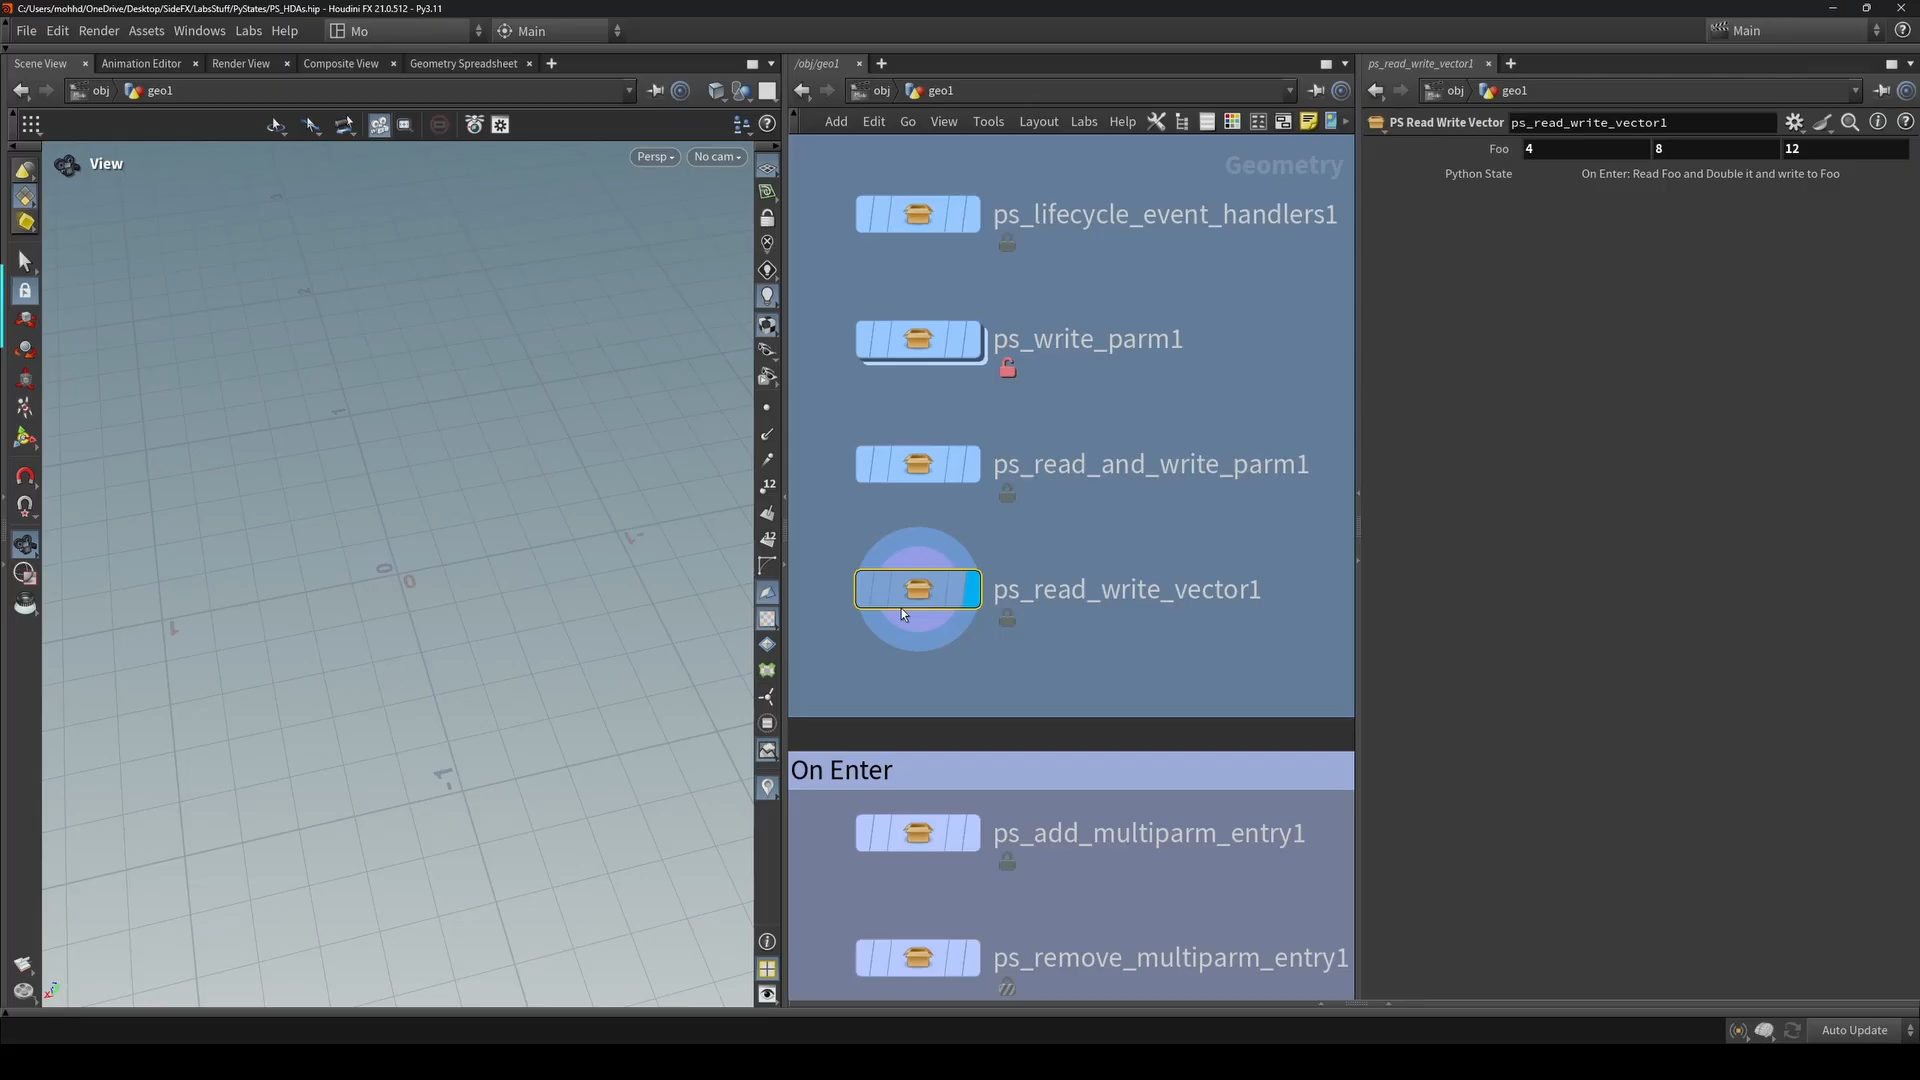 C:/Users/mohhd/OneDrive/Desktop/SideFX/LabsStuff/PyStates/PS_HDAs.hip - Houdini FX 21.0.512 - Py3.11
File Edit Render Assets Windows Labs Help Mo Main Main
Scene View Animation Editor Render View Composite View Geometry Spreadsheet
obj geo1
View
Persp No cam
/obj/geo1
obj geo1
Add Edit Go View Tools Layout Labs Help
Geometry
ps_lifecycle_event_handlers1
ps_write_parm1
ps_read_and_write_parm1
ps_read_write_vector1
On Enter
ps_add_multiparm_entry1
ps_remove_multiparm_entry1
ps_read_write_vector1
obj geo1
PS Read Write Vector ps_read_write_vector1
Foo 4 8 12
Python State On Enter: Read Foo and Double it and write to Foo
12
12
Auto Update